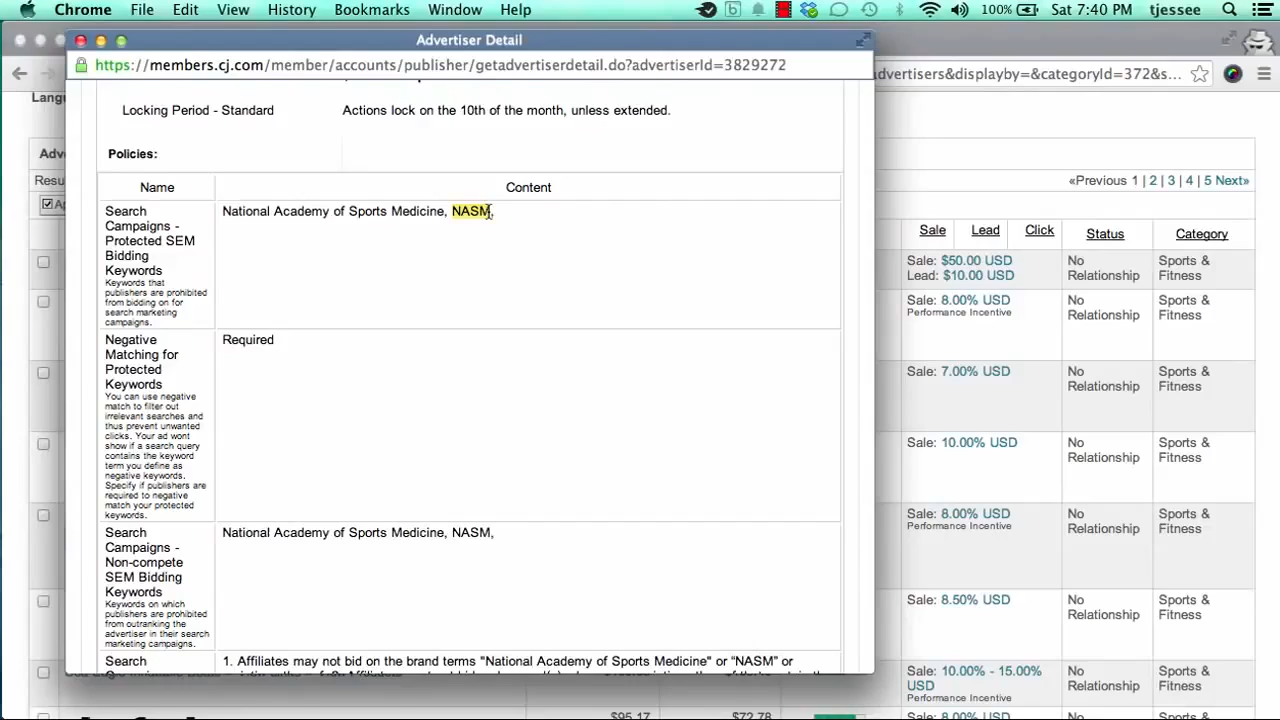 Chrome File Edit View History Bookmarks Window Help 100% Sat 7:40 PM tjessee
Advertiser Detail
https://members.cj.com/member/accounts/publisher/getadvertiserdetail.do?advertiserId=3829272
dvertisers&displayby=&categoryId=372&s...
Langu
Locking Period - Standard Actions lock on the 10th of the month, unless extended.
Adv
Policies:
Resu
«Previous 1 | 2 | 3 | 4 | 5 Next»
Name Content
Search
Campaigns -
Protected SEM
Bidding
Keywords
Keywords that
publishers are prohibited
from bidding on for
search marketing
campaigns.
National Academy of Sports Medicine, NASM,
Negative
Matching for
Protected
Keywords
You can use negative
match to filter out
irrelevant searches and
thus prevent unwanted
clicks. Your ad wont
show if a search query
contains the keyword
term you define as
negative keywords.
Specify if publishers are
required to negative
match your protected
keywords.
Required
Search
Campaigns -
Non-compete
SEM Bidding
Keywords
Keywords on which
publishers are prohibited
from outranking the
advertiser in their search
marketing campaigns.
National Academy of Sports Medicine, NASM,
Search
1. Affiliates may not bid on the brand terms "National Academy of Sports Medicine" or "NASM" or
Sale Lead Click Status Category
Sale: $50.00 USD
Lead: $10.00 USD
No
Relationship
Sports &
Fitness
Sale: 8.00% USD
Performance Incentive
No
Relationship
Sports &
Fitness
Sale: 7.00% USD
No
Relationship
Sports &
Fitness
Sale: 10.00% USD
No
Relationship
Sports &
Fitness
Sale: 8.00% USD
Performance Incentive
No
Relationship
Sports &
Fitness
Sale: 8.50% USD
No
Relationship
Sports &
Fitness
Sale: 10.00% - 15.00%
USD
Performance Incentive
No
Relationship
Sports &
Fitness
$95.17 $72.78
Sale: 8.00% USD
No
Sports &